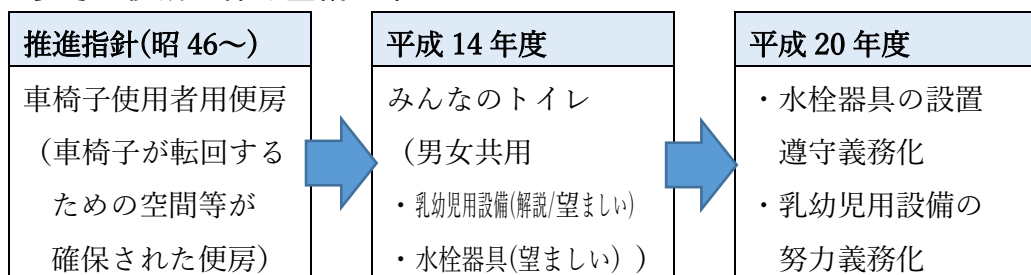 推進指針(昭 46～)
車椅子使用者用便房
（車椅子が転回する
ための空間等が
確保された便房）
平成 14 年度
みんなのトイレ
（男女共用
・乳幼児用設備(解説/望ましい)
・水栓器具(望ましい) ）
平成 20 年度
・水栓器具の設置
遵守義務化
・乳幼児用設備の
努力義務化